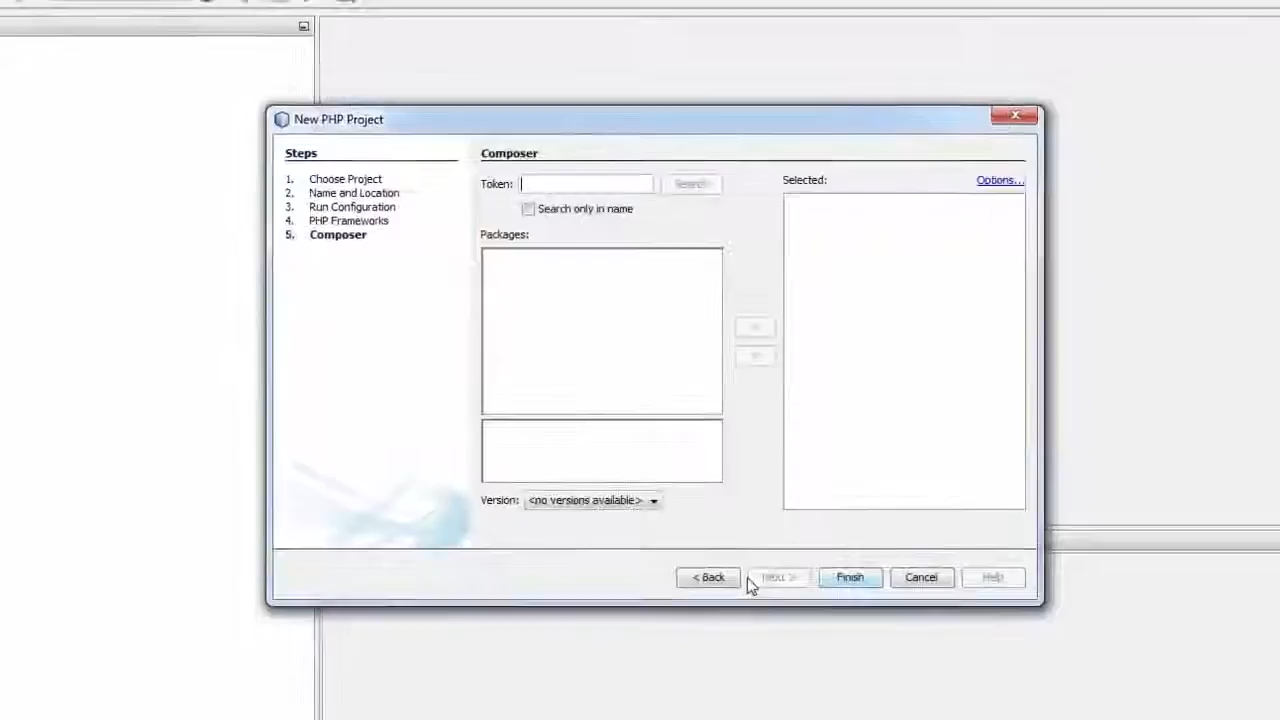 New PHP Project
Steps
1. Choose Project
2. Name and Location
3. Run Configuration
4. PHP Frameworks
5. Composer
Composer
Token:
Search
Search only in name
Packages:
Version: <no versions available>
Selected:
Options...
< Back
Next >
Finish
Cancel
Help